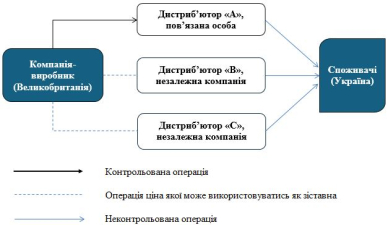 Дистриб'ютор «А»,
пов'язана особа
Компанія-
виробник
(Великобританія)
Дистриб'ютор «В»,
незалежна компанія
Споживачі
(Україна)
Дистриб'ютор «С»,
незалежна компанія
Контрольована операція
Операція ціна якої може використовуватись як зіставна
Неконтрольована операція